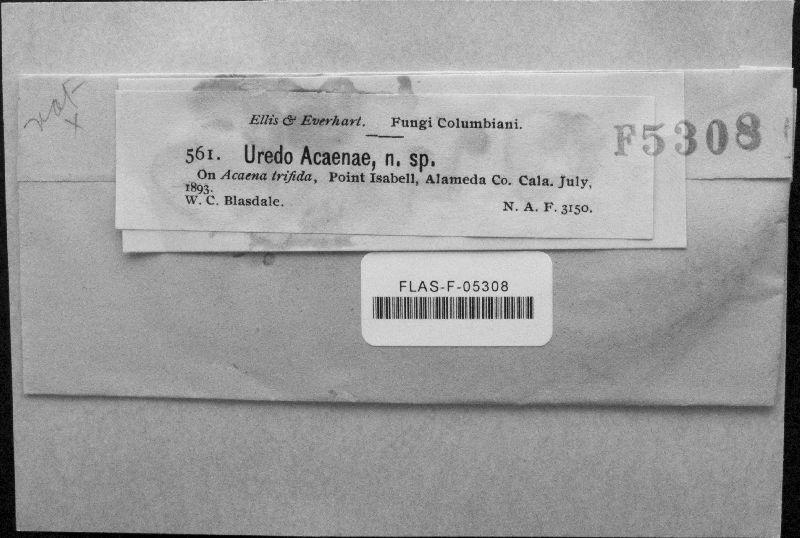 Ellis & Everhart. Fungi Columbiani.
F5308
561. Uredo Acaenae, n. sp.
On Acaena trifida, Point Isabell, Alameda Co. Cala. July,
1893.
W. C. Blasdale.
N. A. F. 3150.
FLAS-F-05308